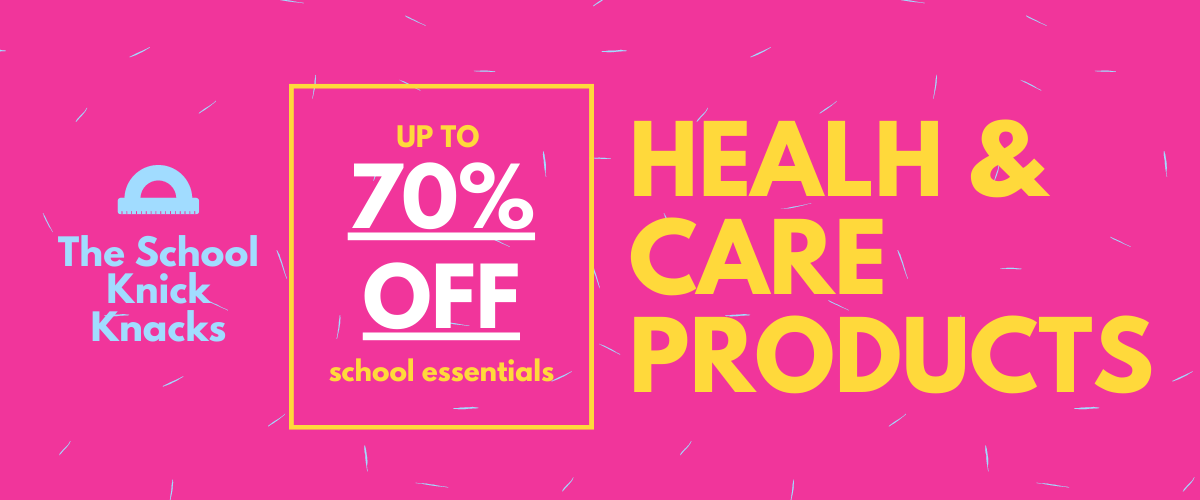 The School
Knick
Knacks
UP TO
70%
OFF
school essentials
HEALH &
CARE
PRODUCTS